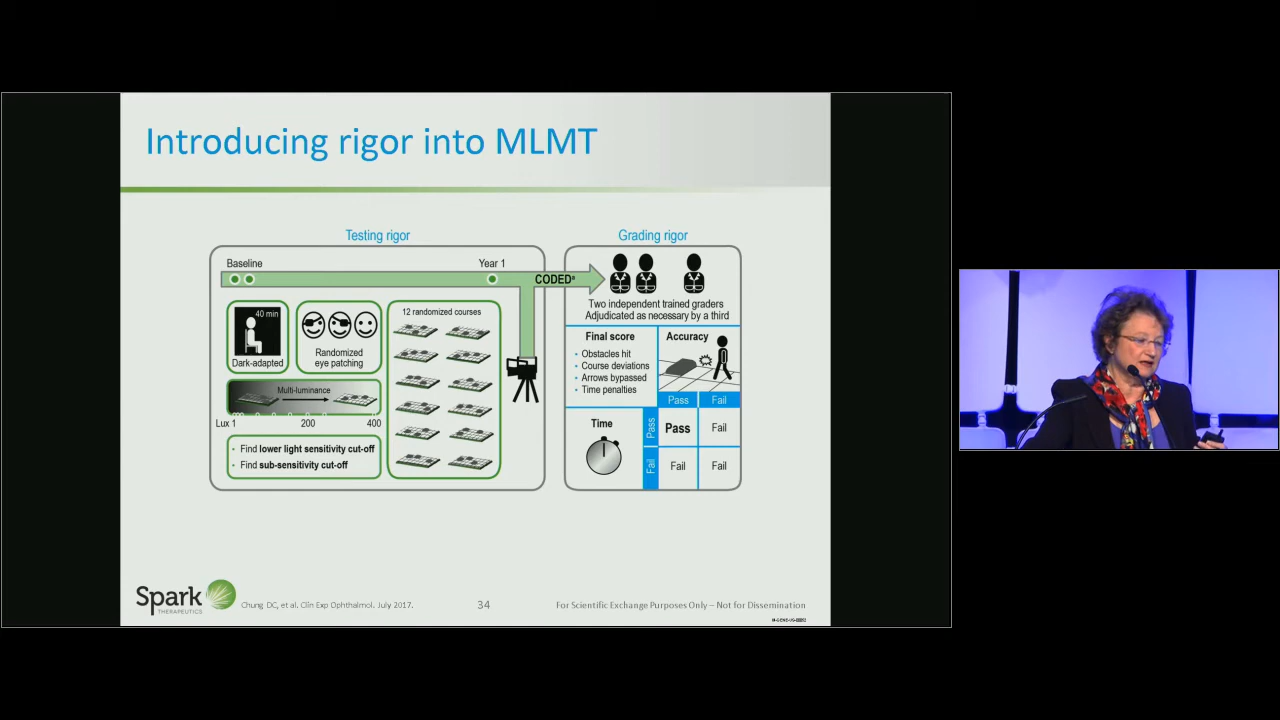 Introducing rigor into MLMT
Testing rigor
Baseline
Year 1
CODEDᵃ
40 min
Dark-adapted
Randomized
eye patching
12 randomized courses
Multi-luminance
Lux 1
200
400
• Find lower light sensitivity cut-off
• Find sub-sensitivity cut-off
Grading rigor
Two independent trained graders
Adjudicated as necessary by a third
Final score
• Obstacles hit
• Course deviations
• Arrows bypassed
• Time penalties
Accuracy
Pass
Fail
Time
Pass
Pass
Fail
Fail
Fail
Fail
Spark
THERAPEUTICS
Chung DC, et al. Clin Exp Ophthalmol. July 2017.
34
For Scientific Exchange Purposes Only – Not for Dissemination